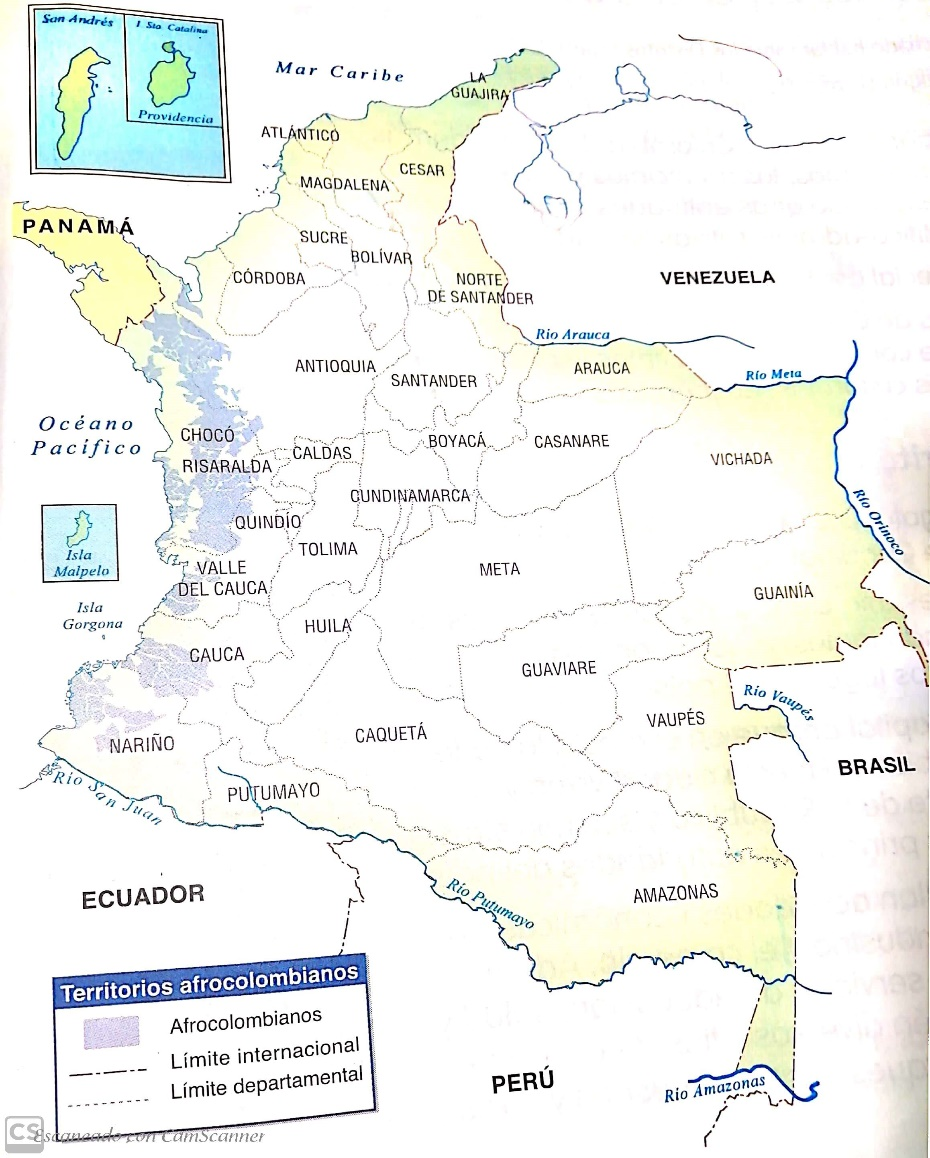 San Andrés
I Sta. Catalina
Providencia
Mar Caribe
LA
GUAJIRA
ATLÁNTICO
CESAR
MAGDALENA
PANAMÁ
SUCRE
BOLÍVAR
CÓRDOBA
NORTE
DE SANTANDER
VENEZUELA
Río Arauca
ANTIOQUIA
SANTANDER
ARAUCA
Río Meta
Océano
Pacífico
CHOCÓ
BOYACÁ
CASANARE
RISARALDA
CALDAS
VICHADA
CUNDINAMARCA
Río Orinoco
QUINDÍO
Isla
Malpelo
TOLIMA
VALLE
DEL CAUCA
META
GUAINÍA
Isla
Gorgona
HUILA
CAUCA
GUAVIARE
Río Vaupés
VAUPÉS
NARIÑO
CAQUETÁ
BRASIL
Río San Juan
PUTUMAYO
ECUADOR
Río Putumayo
AMAZONAS
Territorios afrocolombianos
Afrocolombianos
Límite internacional
Límite departamental
PERÚ
Río Amazonas
CS
Escaneado con CamScanner